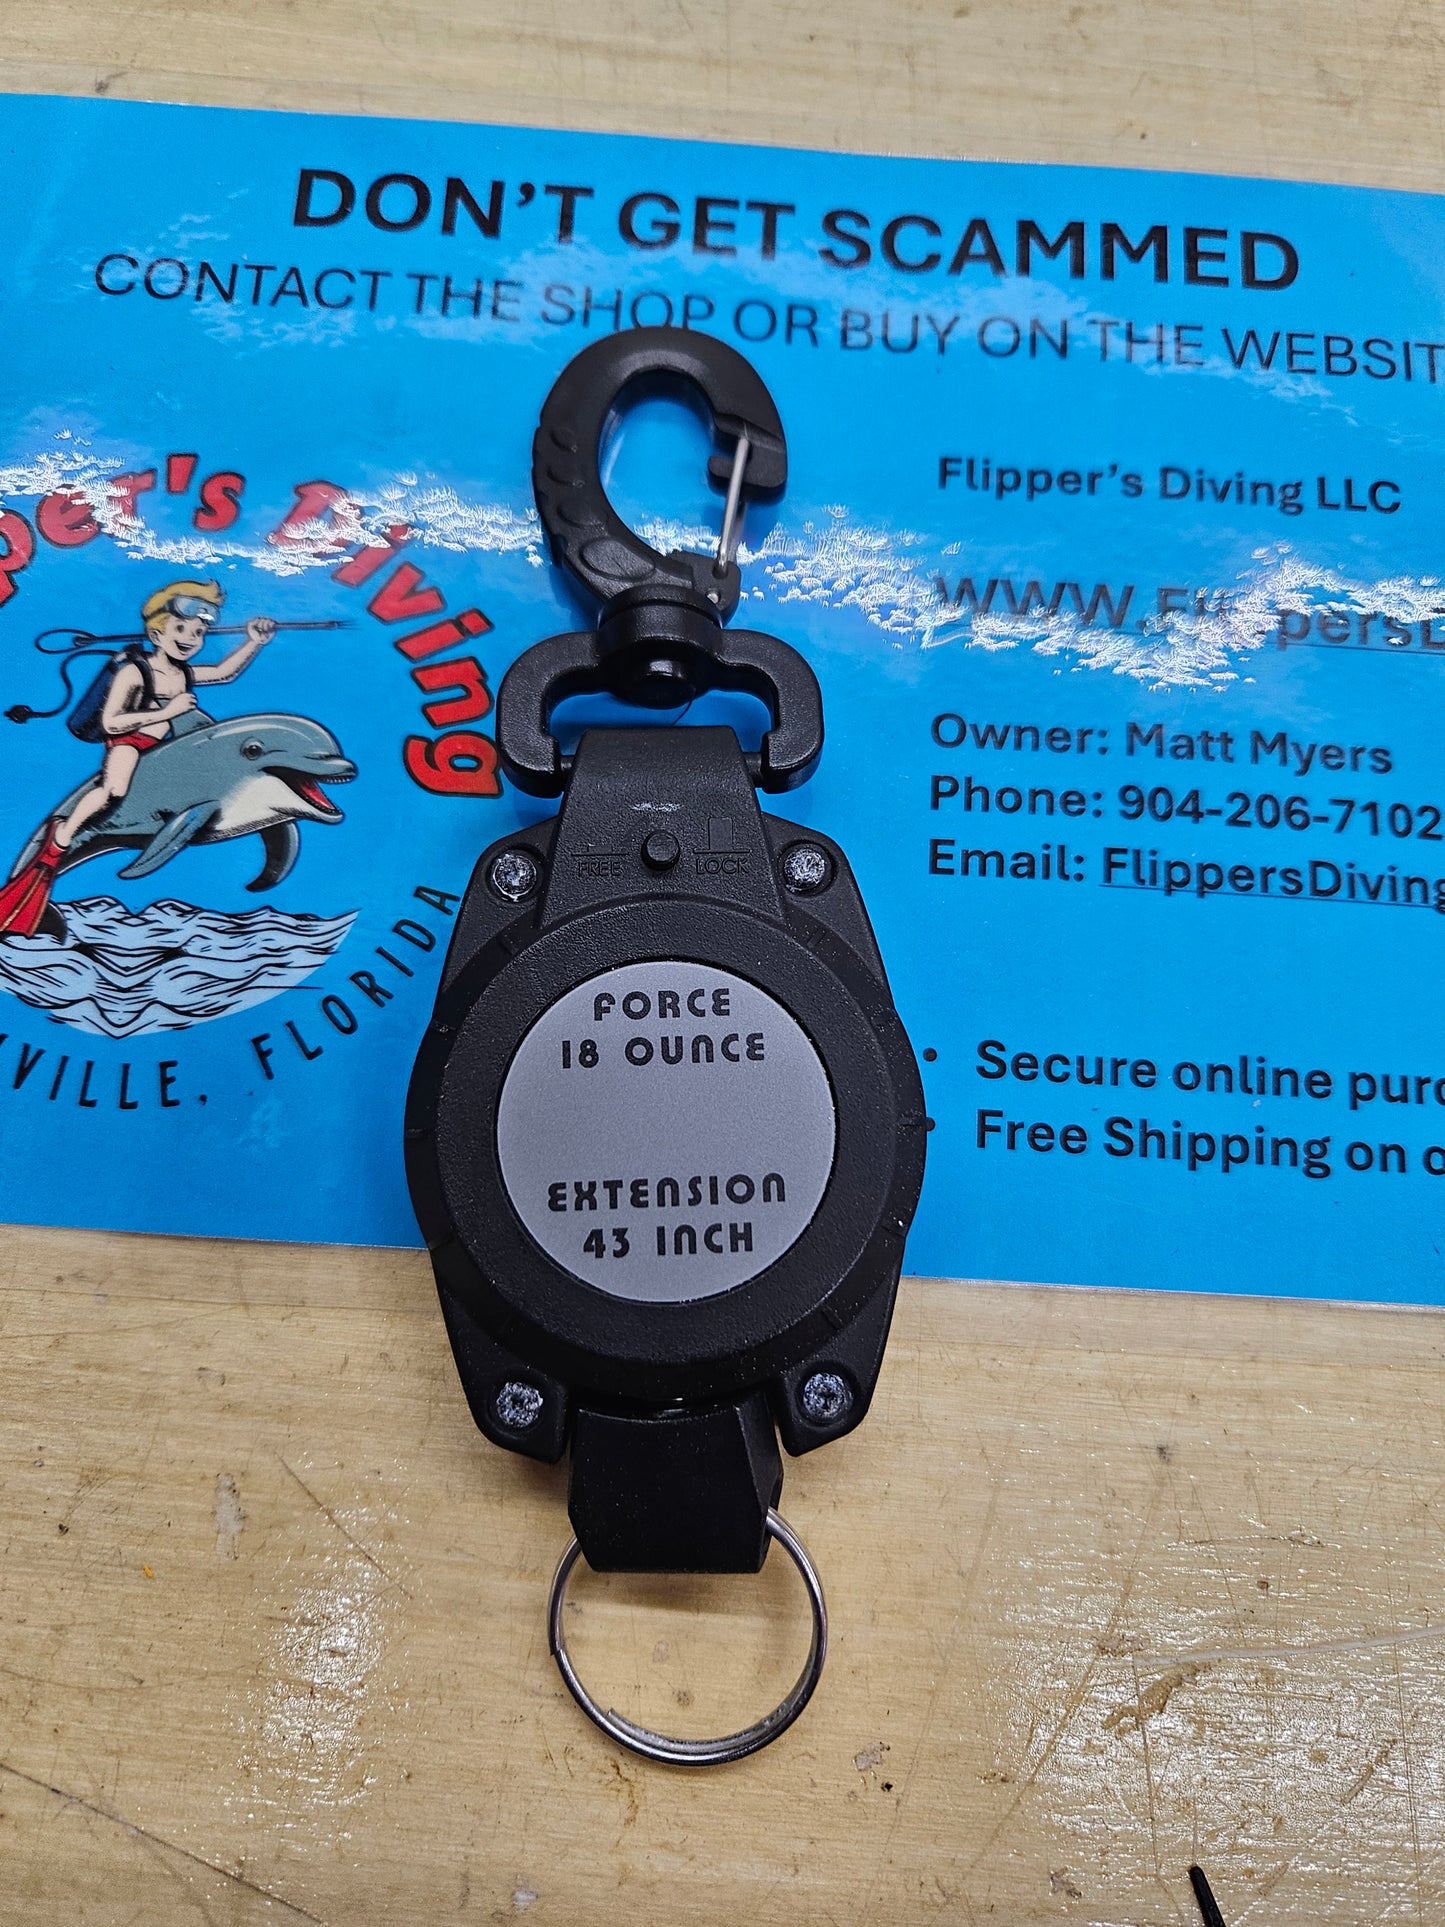 DON'T GET SCAMMED
CONTACT THE SHOP OR BUY ON THE WEBSIT
per's Diving
VILLE, FLORIDA
Flipper's Diving LLC
Owner: Matt Myers
Phone: 904-206-7102
Email: FlippersDiving
• Secure online purc
• Free Shipping on o
FREE LOCK
FORCE
18 OUNCE
EXTENSION
43 INCH